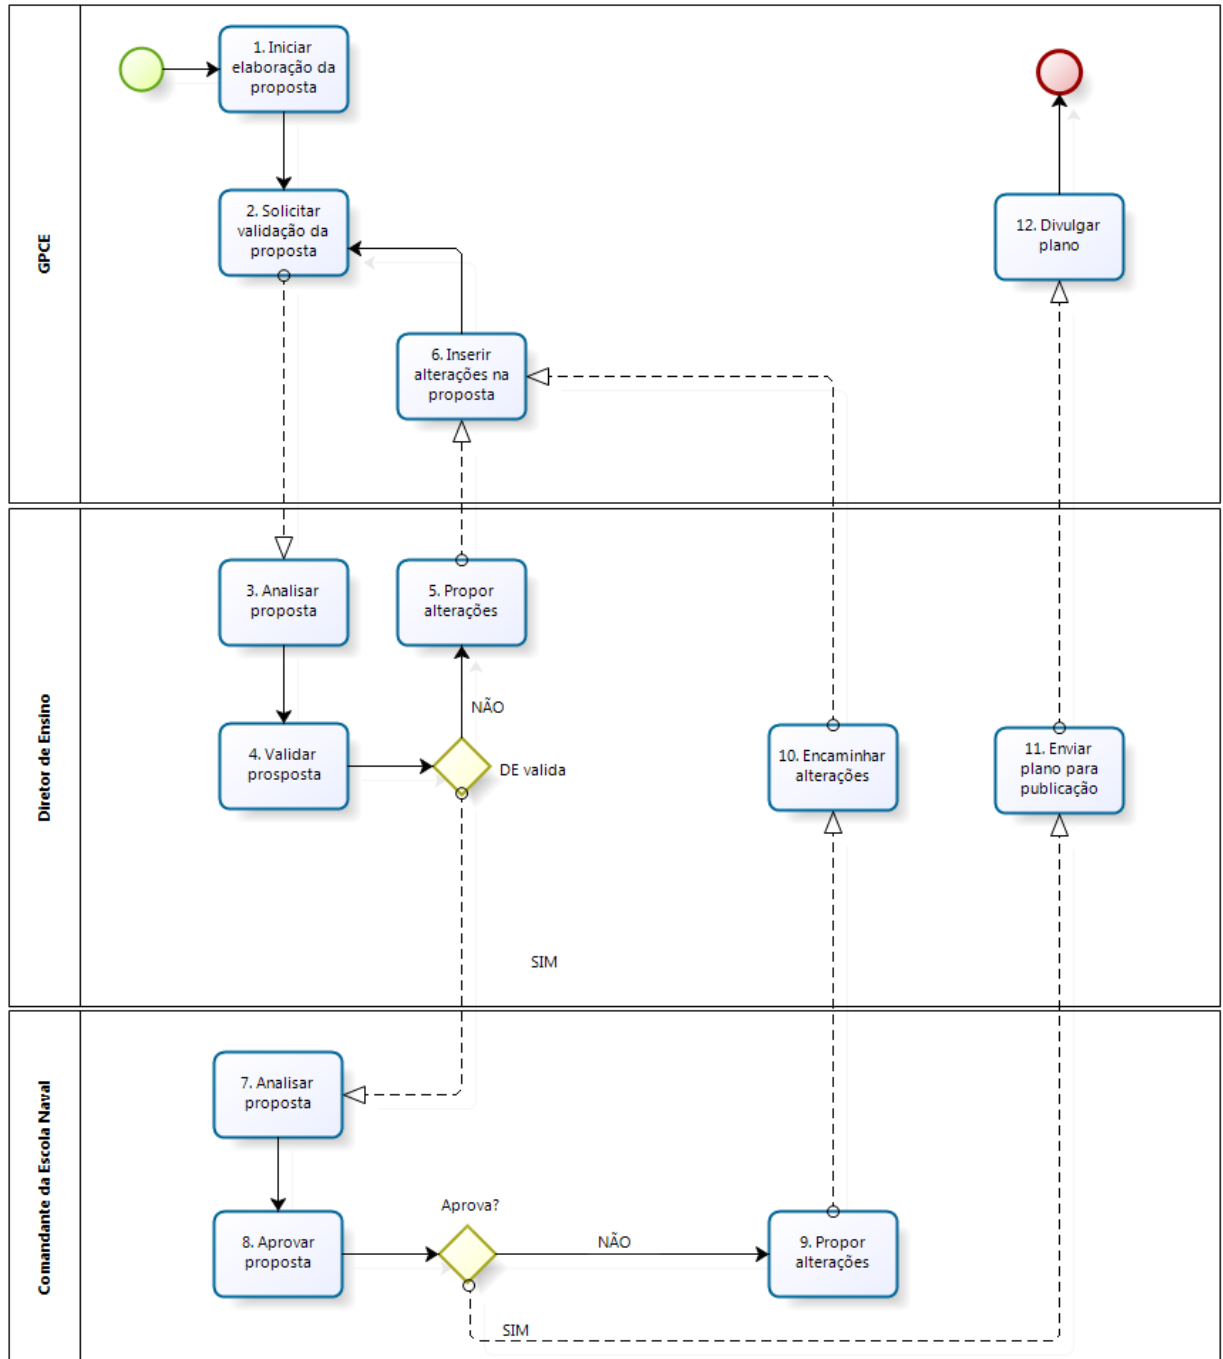 GPCE
1. Iniciar
elaboração da
proposta
2. Solicitar
validação da
proposta
6. Inserir
alterações na
proposta
12. Divulgar
plano
Diretor de Ensino
3. Analisar
proposta
5. Propor
alterações
NÃO
4. Validar
prosposta
DE valida
10. Encaminhar
alterações
11. Enviar
plano para
publicação
SIM
Comandante da Escola Naval
7. Analisar
proposta
Aprova?
8. Aprovar
proposta
NÃO
9. Propor
alterações
SIM